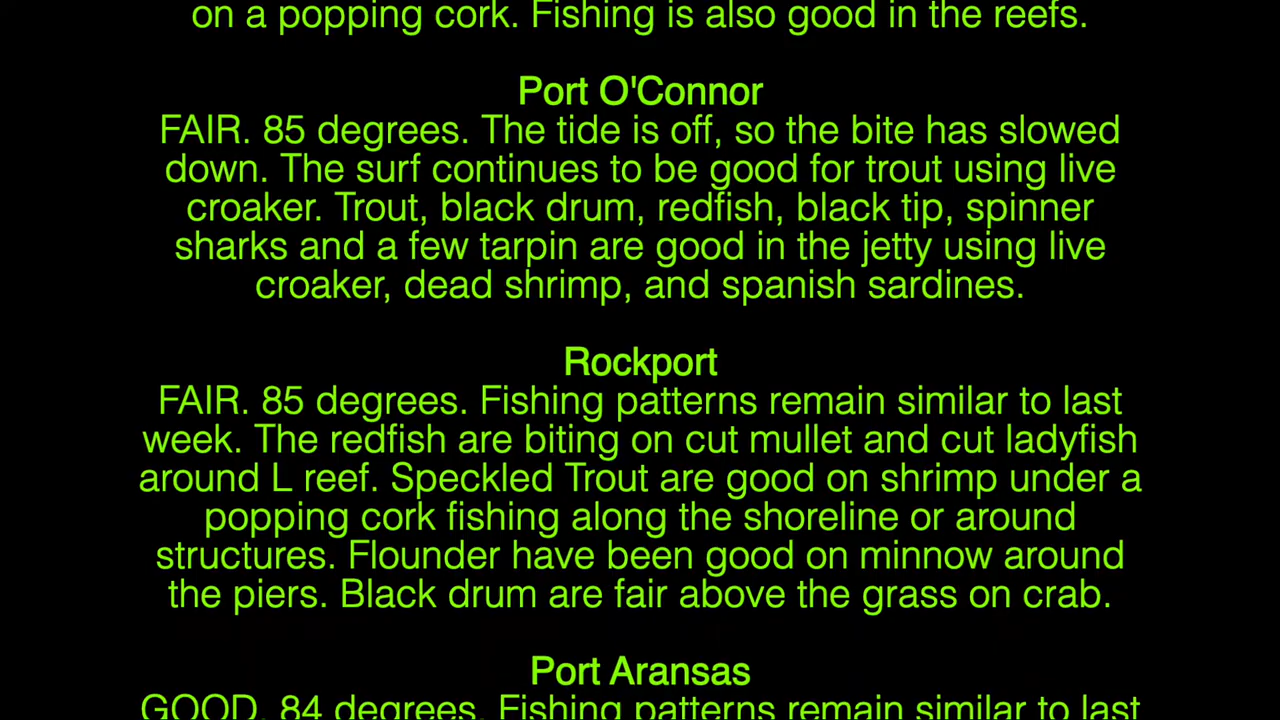 on a popping cork. Fishing is also good in the reefs.
Port O'Connor
FAIR. 85 degrees. The tide is off, so the bite has slowed
down. The surf continues to be good for trout using live
croaker. Trout, black drum, redfish, black tip, spinner
sharks and a few tarpin are good in the jetty using live
croaker, dead shrimp, and spanish sardines.
Rockport
FAIR. 85 degrees. Fishing patterns remain similar to last
week. The redfish are biting on cut mullet and cut ladyfish
around L reef. Speckled Trout are good on shrimp under a
popping cork fishing along the shoreline or around
structures. Flounder have been good on minnow around
the piers. Black drum are fair above the grass on crab.
Port Aransas
GOOD. 84 degrees. Fishing patterns remain similar to last